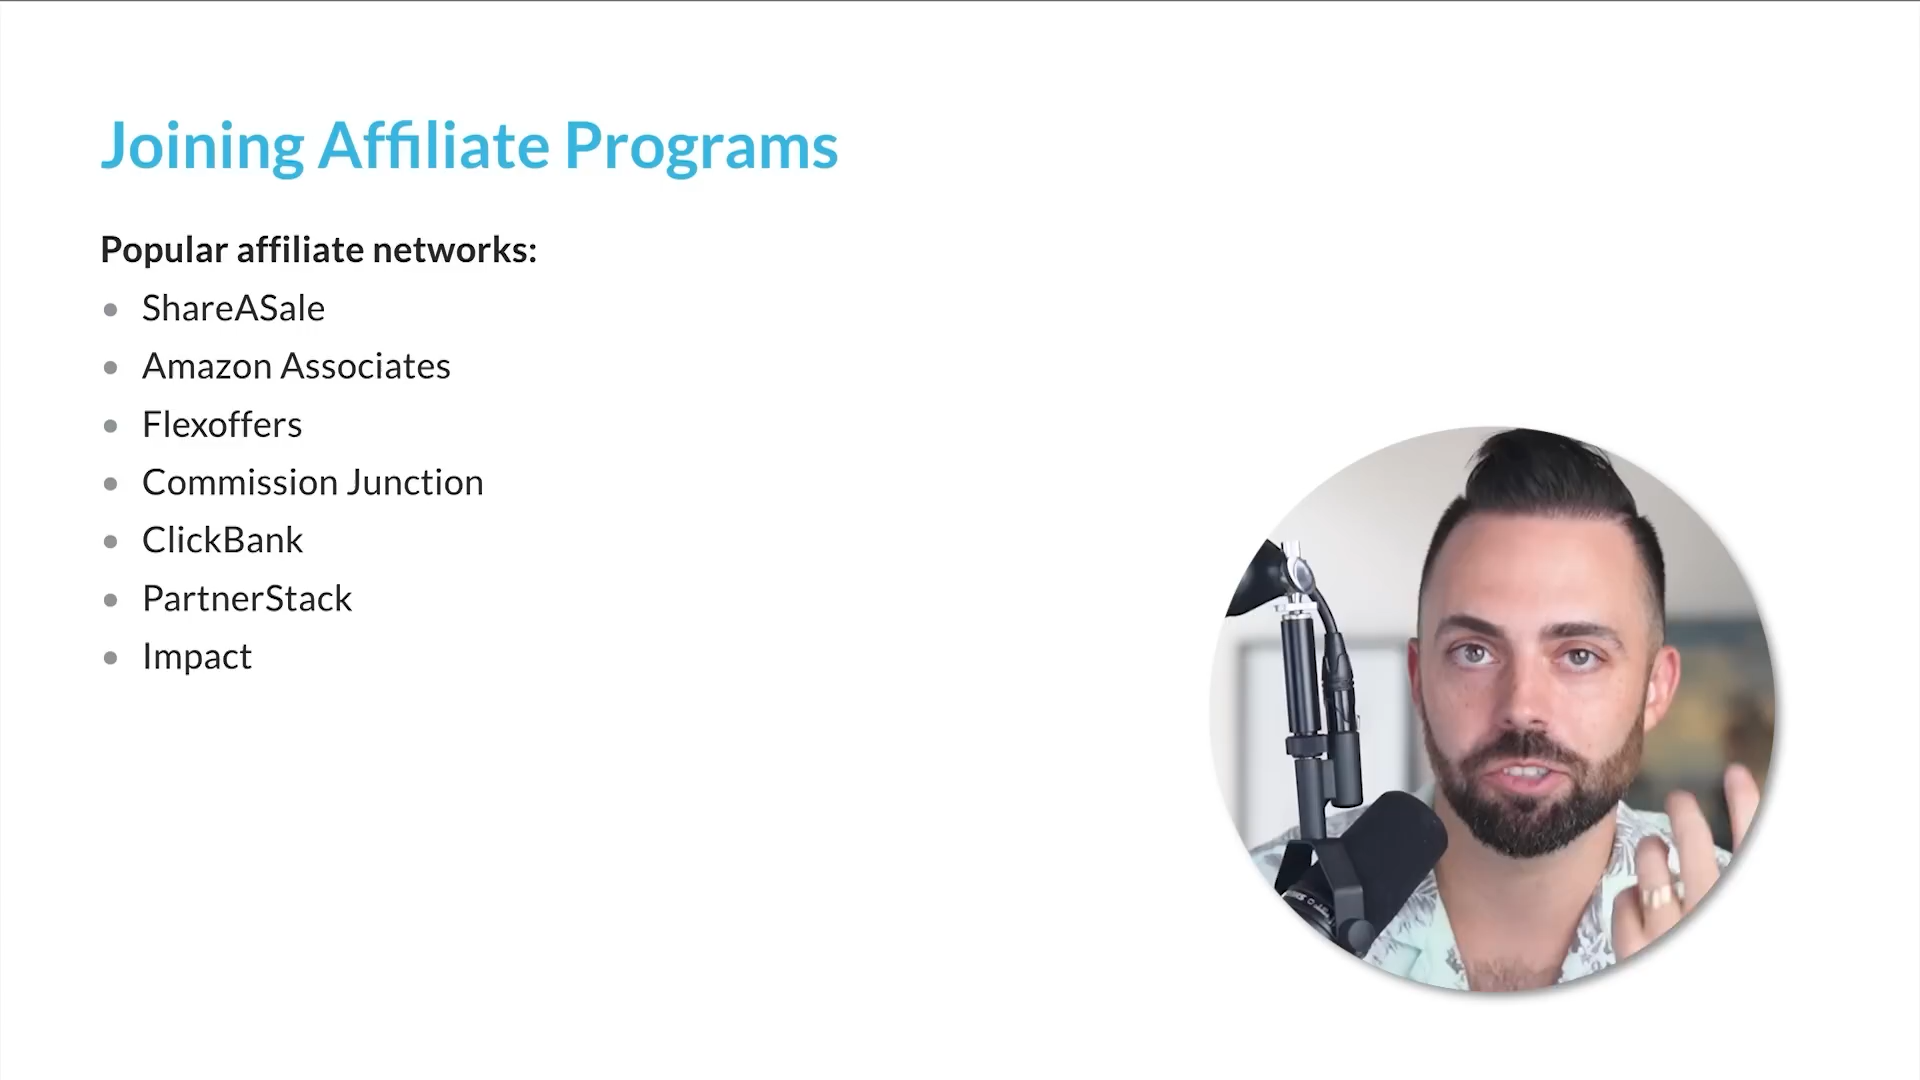 Joining Affiliate Programs
Popular affiliate networks:
ShareASale
Amazon Associates
Flexoffers
Commission Junction
ClickBank
PartnerStack
Impact